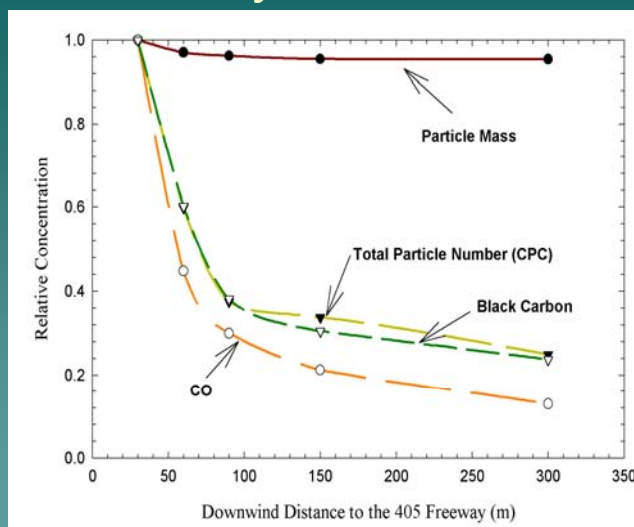 1.0
0.8
0.6
0.4
0.2
0.0
Relative Concentration
Particle Mass
Total Particle Number (CPC)
Black Carbon
CO
0 50 100 150 200 250 300 350
Downwind Distance to the 405 Freeway (m)